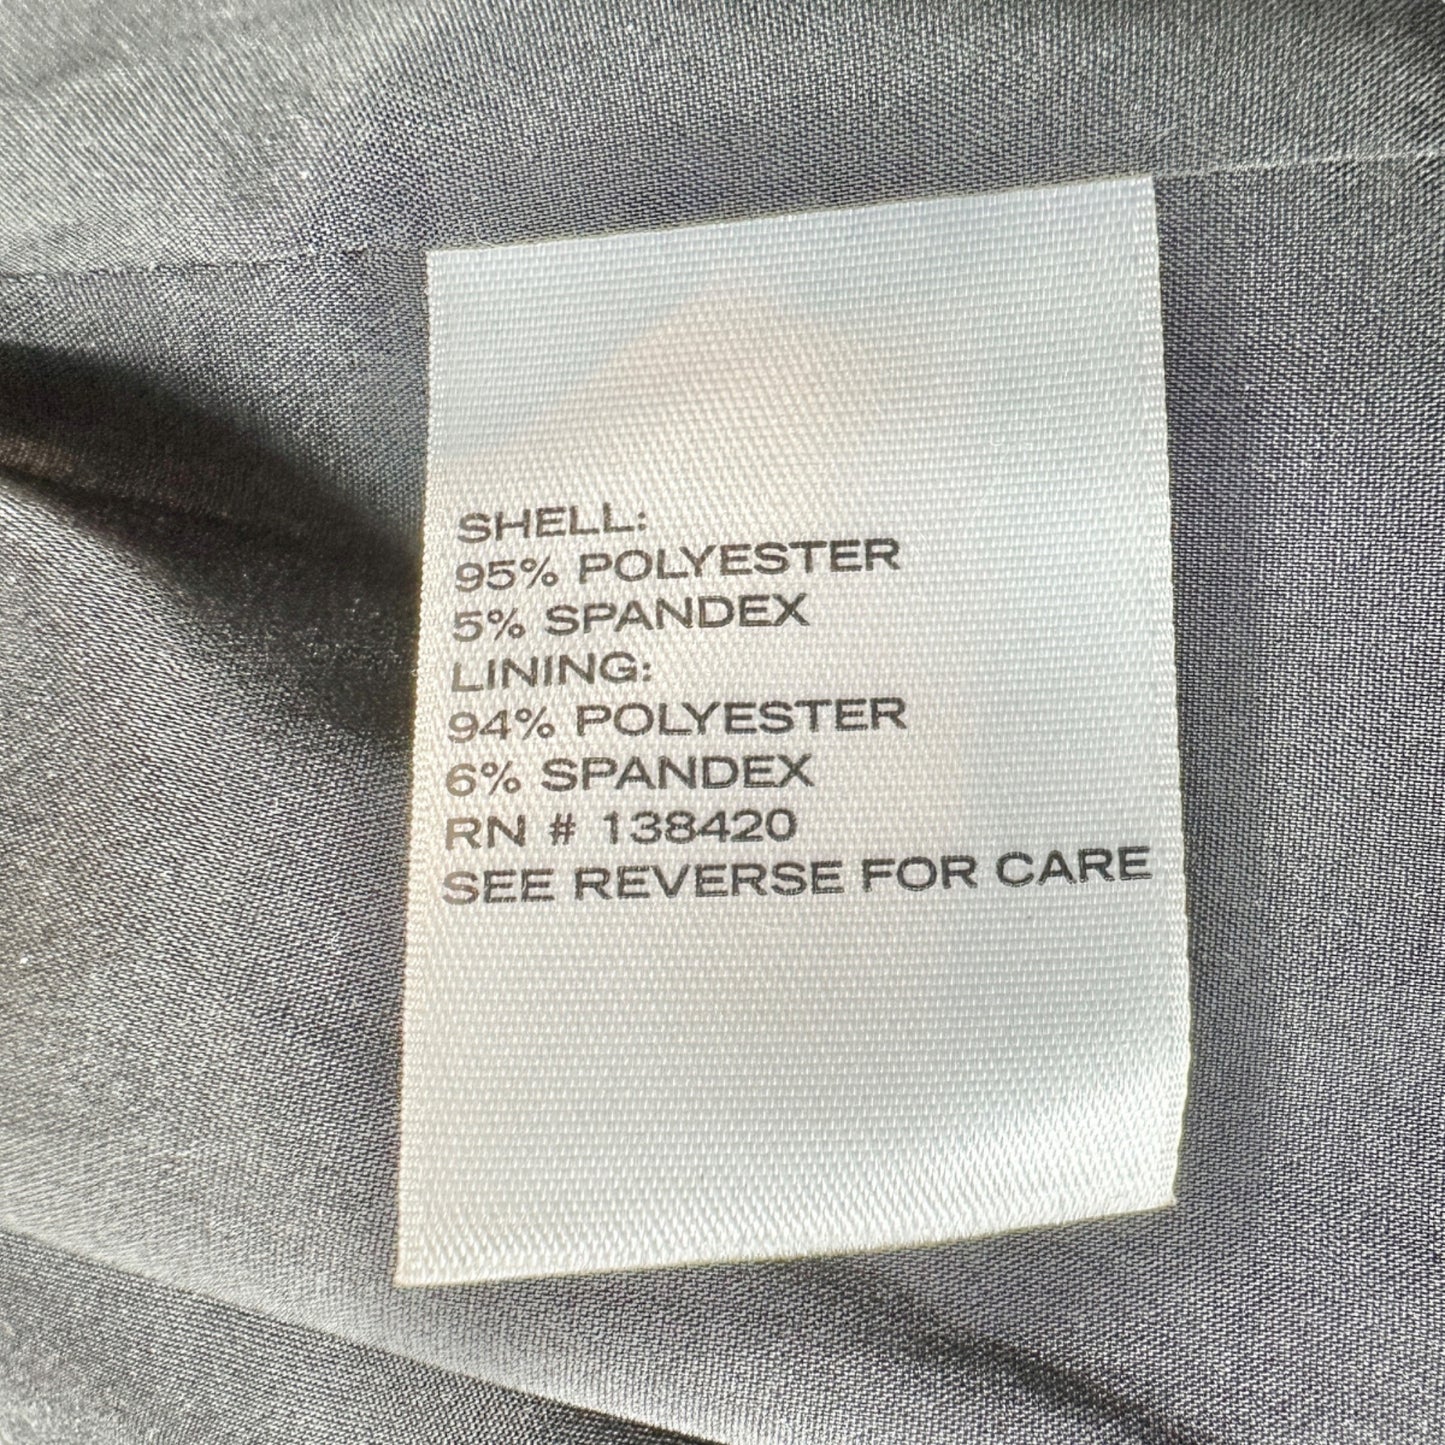 SHELL:
95% POLYESTER
5% SPANDEX
LINING:
94% POLYESTER
6% SPANDEX
RN # 138420
SEE REVERSE FOR CARE